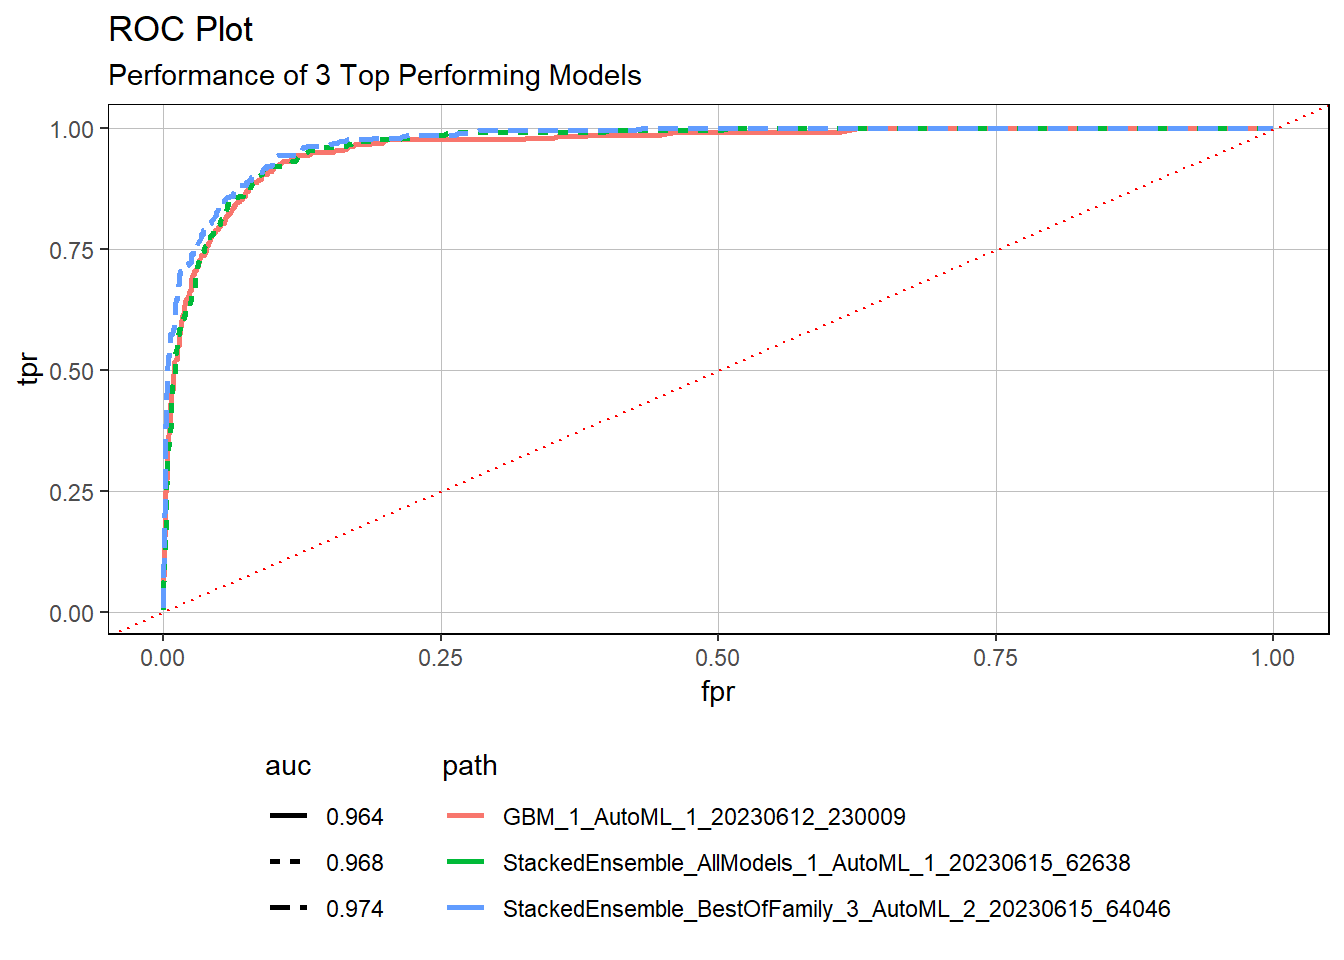 ROC Plot
Performance of 3 Top Performing Models
tpr
1.00
0.75
0.50
0.25
0.00
0.00 0.25 0.50 0.75 1.00
fpr
auc path
0.964 GBM_1_AutoML_1_20230612_230009
0.968 StackedEnsemble_AllModels_1_AutoML_1_20230615_62638
0.974 StackedEnsemble_BestOfFamily_3_AutoML_2_20230615_64046